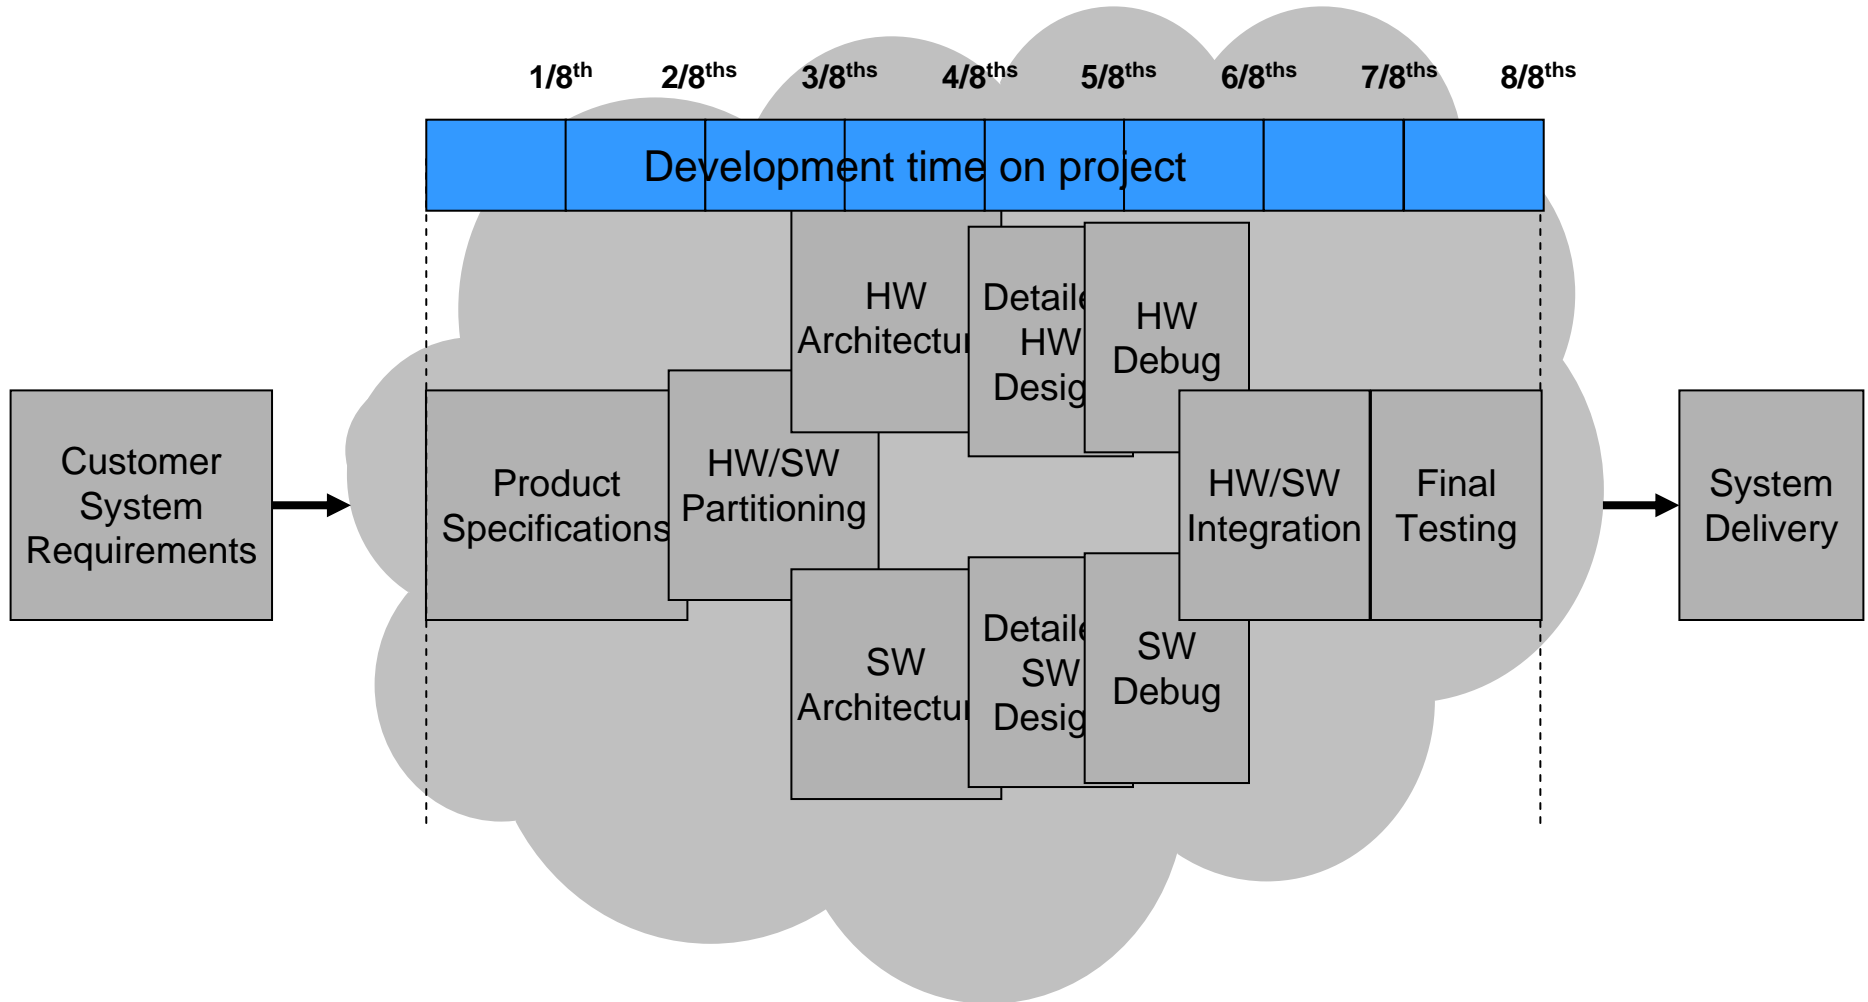 1/8th 2/8ths 3/8ths 4/8ths 5/8ths 6/8ths 7/8ths 8/8ths
Development time on project
Customer
System
Requirements
Product
Specifications
HW/SW
Partitioning
HW
Architectur
Detaile
HW
Desig
HW
Debug
SW
Architectur
Detaile
SW
Desig
SW
Debug
HW/SW
Integration
Final
Testing
System
Delivery